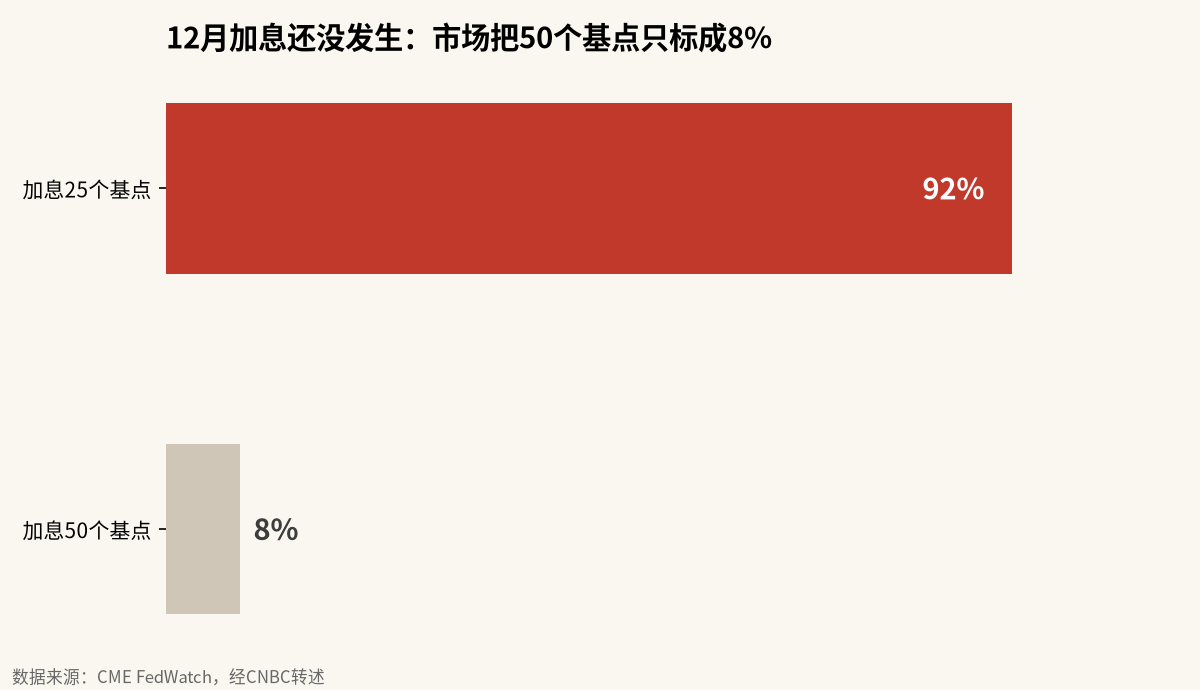 12月加息还没发生：市场把50个基点只标成8%
加息25个基点
92%
加息50个基点
8%
数据来源：CME FedWatch，经CNBC转述